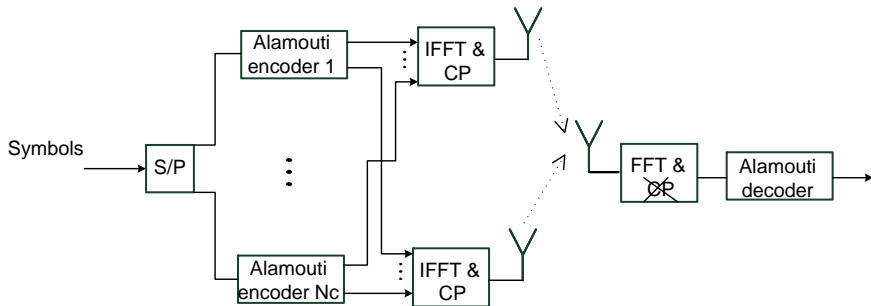 Symbols
S/P
Alamouti
encoder 1
Alamouti
encoder Nc
IFFT &
CP
IFFT &
CP
FFT &
CP
Alamouti
decoder